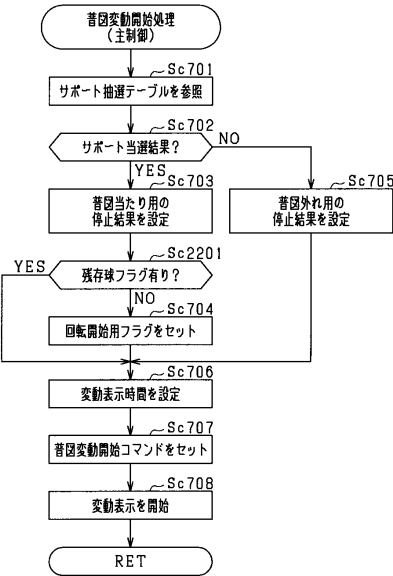 普図変動開始処理
(主制御)
Sc701
サポート抽選テーブルを参照
Sc702
サポート当選結果?
NO
YES
Sc703
普図当たり用の
停止結果を設定
Sc705
普図外れ用の
停止結果を設定
Sc2201
YES
残存球フラグ有り?
NO
Sc704
回転開始用フラグをセット
Sc706
変動表示時間を設定
Sc707
普図変動開始コマンドをセット
Sc708
変動表示を開始
RET